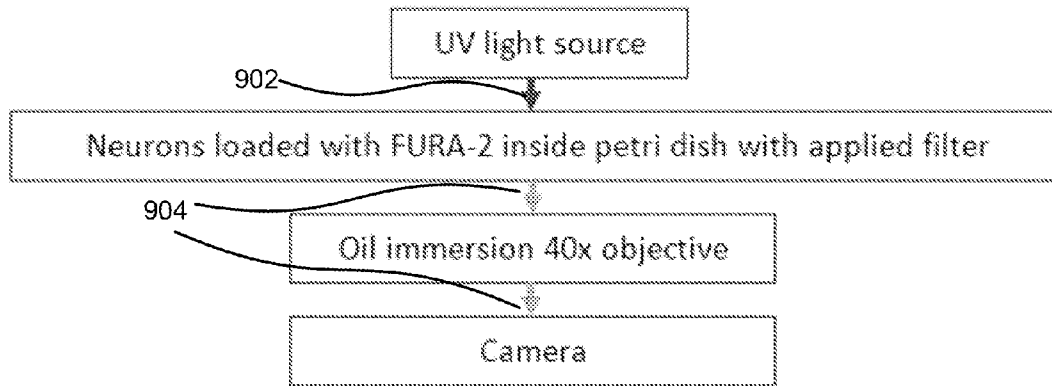 UV light source
902
Neurons loaded with FURA-2 inside petri dish with applied filter
904
Oil immersion 40x objective
Camera